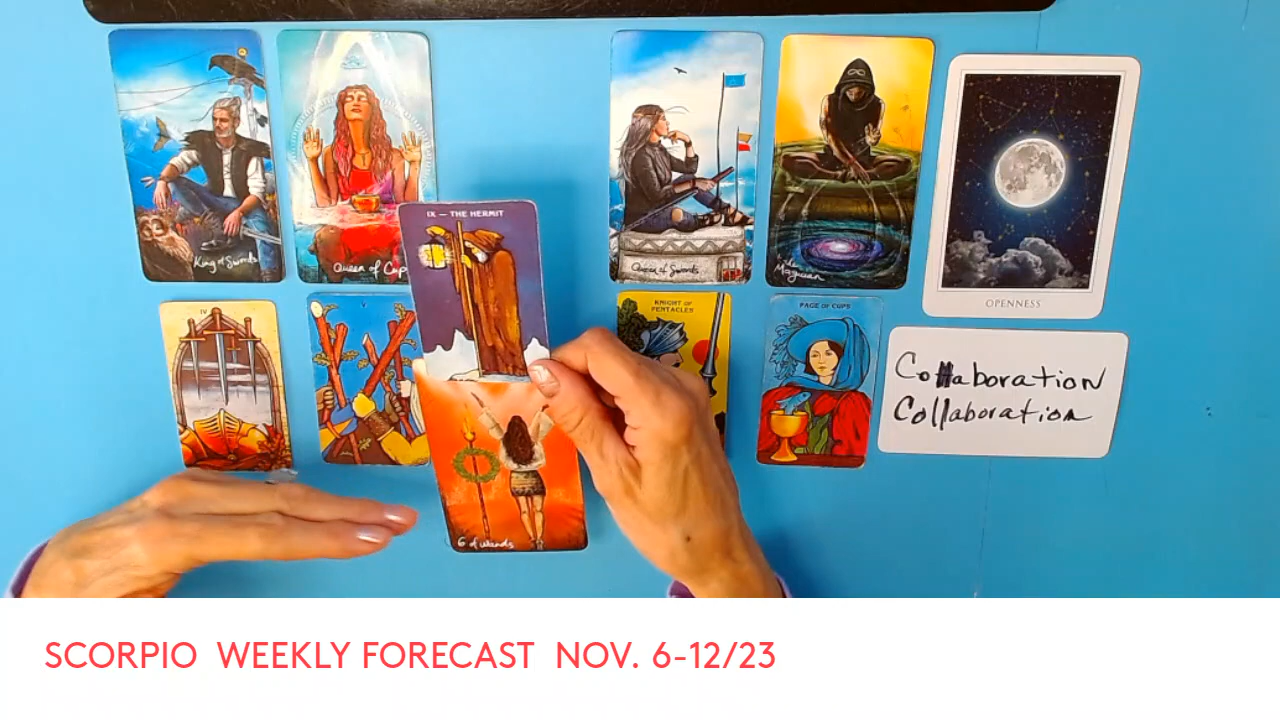 King of Swords
Queen of Cup
Queen of Swords
Magician
OPENNESS
IX — THE HERMIT
IV
V
KNIGHT OF
PENTACLES
PAGE OF CUPS
Collaboration
Collaboration
6 of wands
SCORPIO WEEKLY FORECAST NOV. 6-12/23